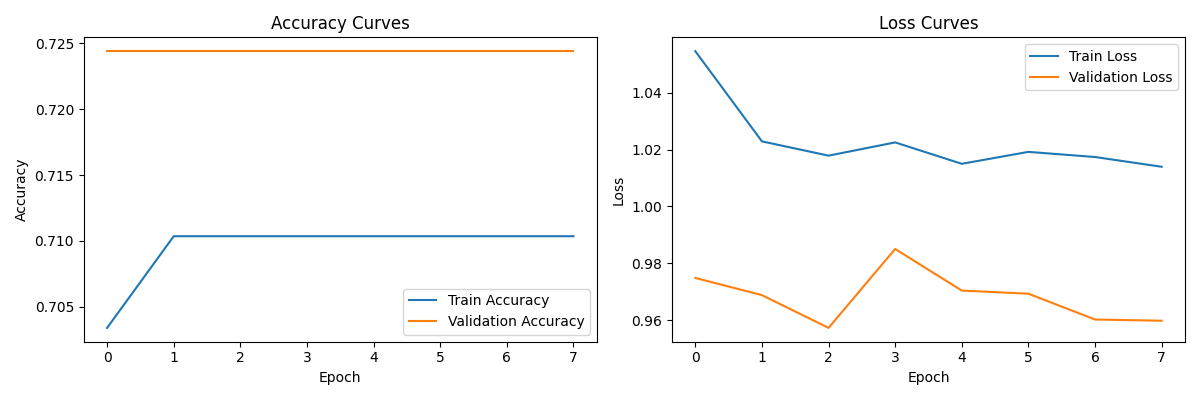 Accuracy Curves
0.725
0.720
0.715
0.710
0.705
Accuracy
0 1 2 3 4 5 6 7
Epoch
Train Accuracy
Validation Accuracy
Loss Curves
1.04
1.02
1.00
0.98
0.96
Loss
0 1 2 3 4 5 6 7
Epoch
Train Loss
Validation Loss